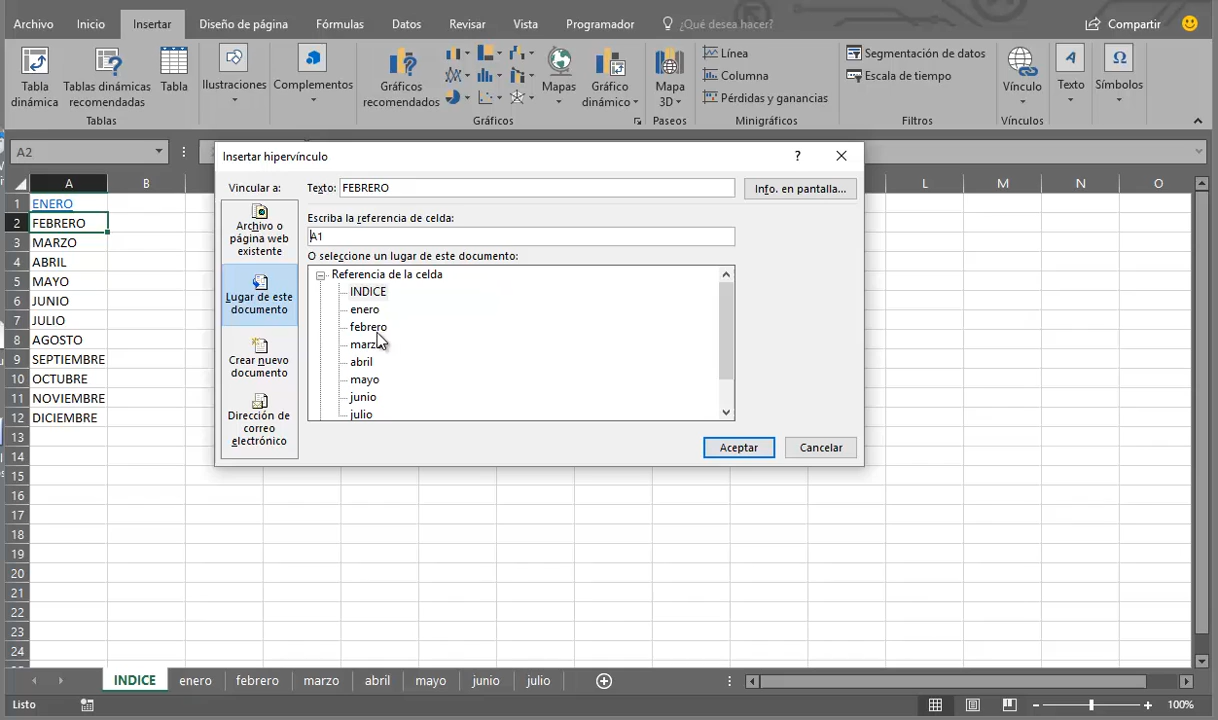 Archivo Inicio Insertar Diseño de página Fórmulas Datos Revisar Vista Programador ¿Qué desea hacer? Compartir
Tabla dinámica
Tablas dinámicas recomendadas
Tabla
Ilustraciones
Complementos
Gráficos recomendados
Mapas
Gráfico dinámico
Mapa 3D
Línea
Columna
Pérdidas y ganancias
Segmentación de datos
Escala de tiempo
Vínculo
Texto
Símbolos
Tablas Gráficos Paseos Minigráficos Filtros Vínculos
A2
Insertar hipervínculo ?
Vincular a: Texto: FEBRERO Info. en pantalla...
Archivo o página web existente
Lugar de este documento
Crear nuevo documento
Dirección de correo electrónico
Escriba la referencia de celda:
A1
O seleccione un lugar de este documento:
Referencia de la celda
INDICE
enero
febrero
marzo
abril
mayo
junio
julio
Aceptar Cancelar
A B L M N O
1 ENERO
2 FEBRERO
3 MARZO
4 ABRIL
5 MAYO
6 JUNIO
7 JULIO
8 AGOSTO
9 SEPTIEMBRE
10 OCTUBRE
11 NOVIEMBRE
12 DICIEMBRE
13
14
15
16
17
18
19
20
21
22
23
24
INDICE enero febrero marzo abril mayo junio julio
Listo 100%